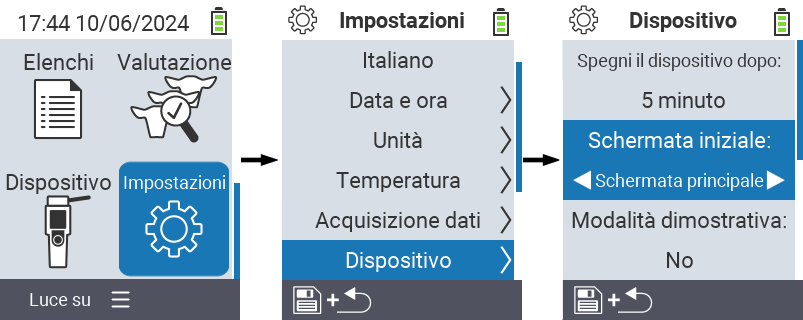 17:44 10/06/2024
Elenchi
Valutazione
Dispositivo
Impostazioni
Luce su
Impostazioni
Italiano
Data e ora
Unità
Temperatura
Acquisizione dati
Dispositivo
+
Dispositivo
Spegni il dispositivo dopo:
5 minuto
Schermata iniziale:
Schermata principale
Modalità dimostrativa:
No
+